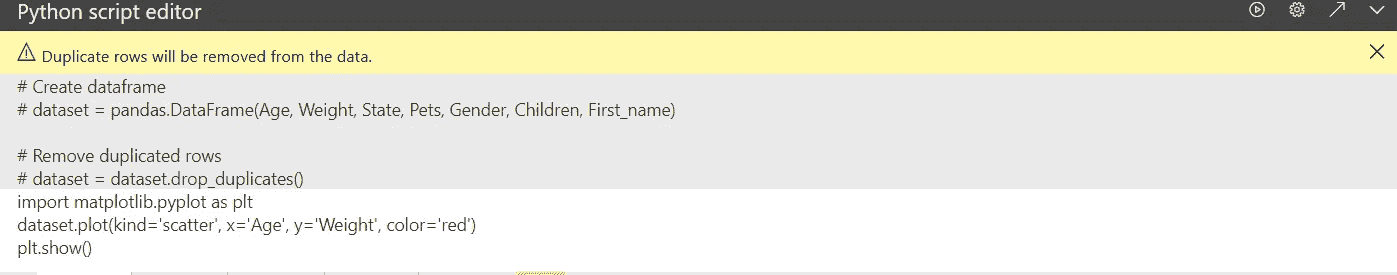 Python script editor
Duplicate rows will be removed from the data.
# Create dataframe
# dataset = pandas.DataFrame(Age, Weight, State, Pets, Gender, Children, First_name)
# Remove duplicated rows
# dataset = dataset.drop_duplicates()
import matplotlib.pyplot as plt
dataset.plot(kind='scatter', x='Age', y='Weight', color='red')
plt.show()